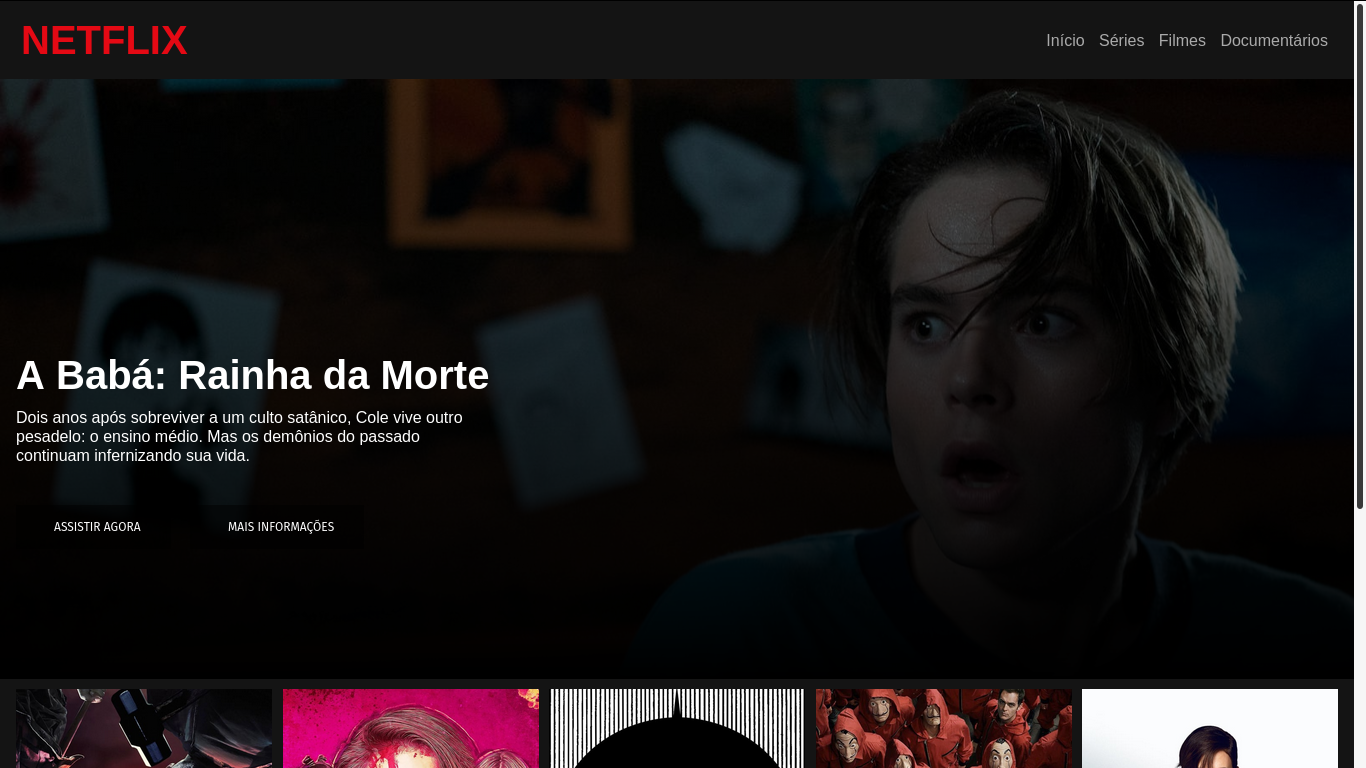 NETFLIX
Início Séries Filmes Documentários
A Babá: Rainha da Morte
Dois anos após sobreviver a um culto satânico, Cole vive outro
pesadelo: o ensino médio. Mas os demônios do passado
continuam infernizando sua vida.
ASSISTIR AGORA MAIS INFORMAÇÕES